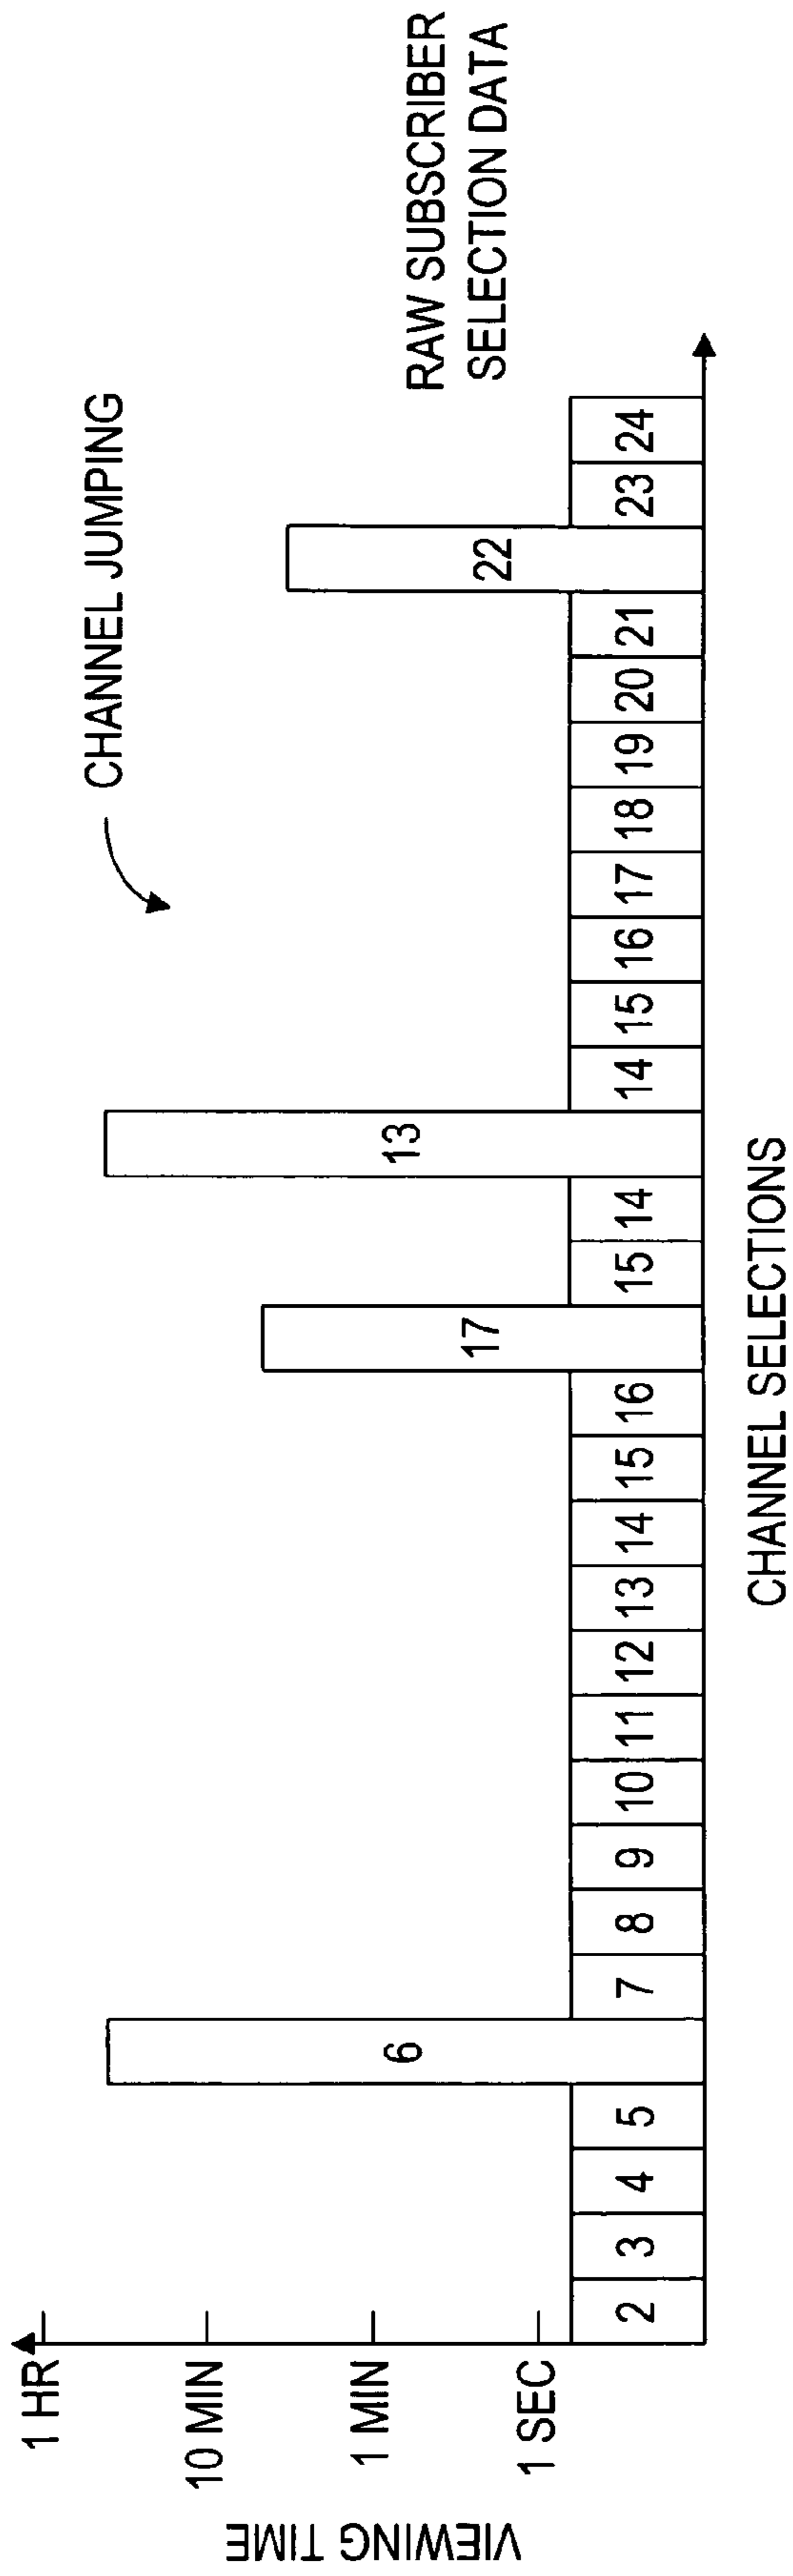 CHANNEL JUMPING
RAW SUBSCRIBER
SELECTION DATA
VIEWING TIME
1 HR
10 MIN
1 MIN
1 SEC
2 3 4 5 6 7 8 9 10 11 12 13 14 15 16 17 15 14 13 14 15 16 17 18 19 20 21 22 23 24
CHANNEL SELECTIONS